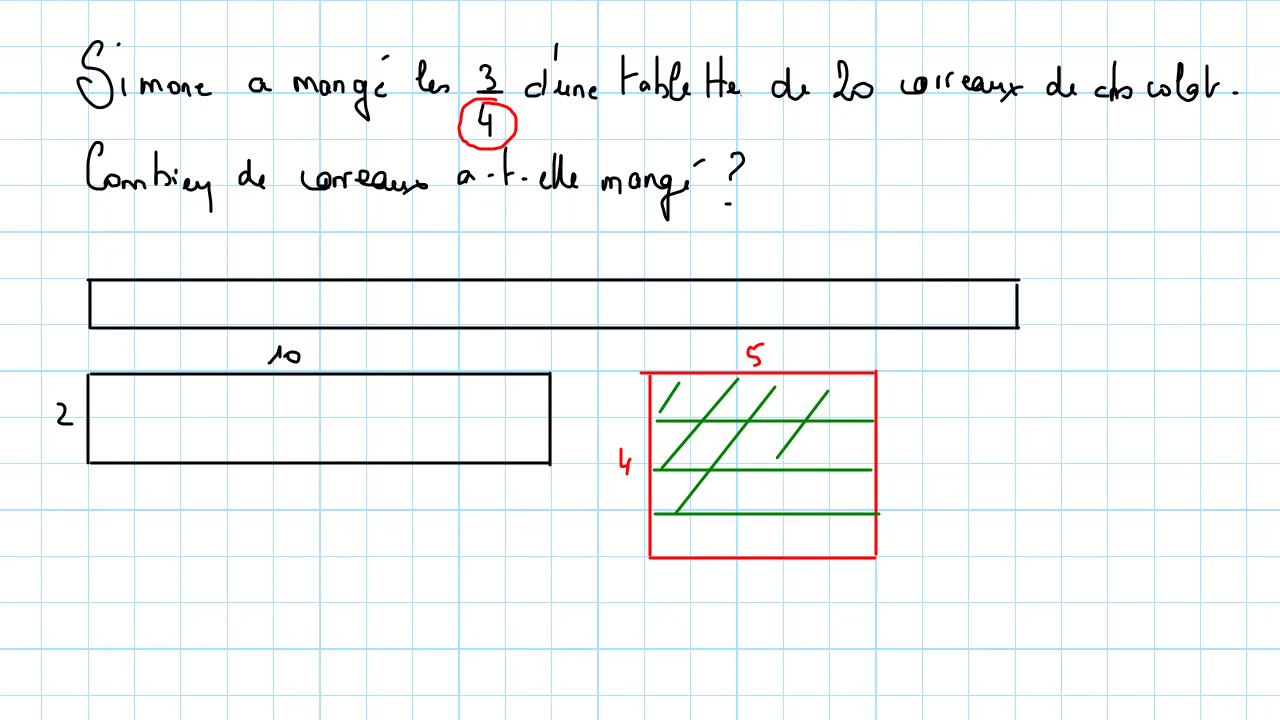 Simone a mangé les 3/4 d'une tablette de 20 carreaux de chocolat.
Combien de carreaux a-t-elle mangé ?
10
5
2
4